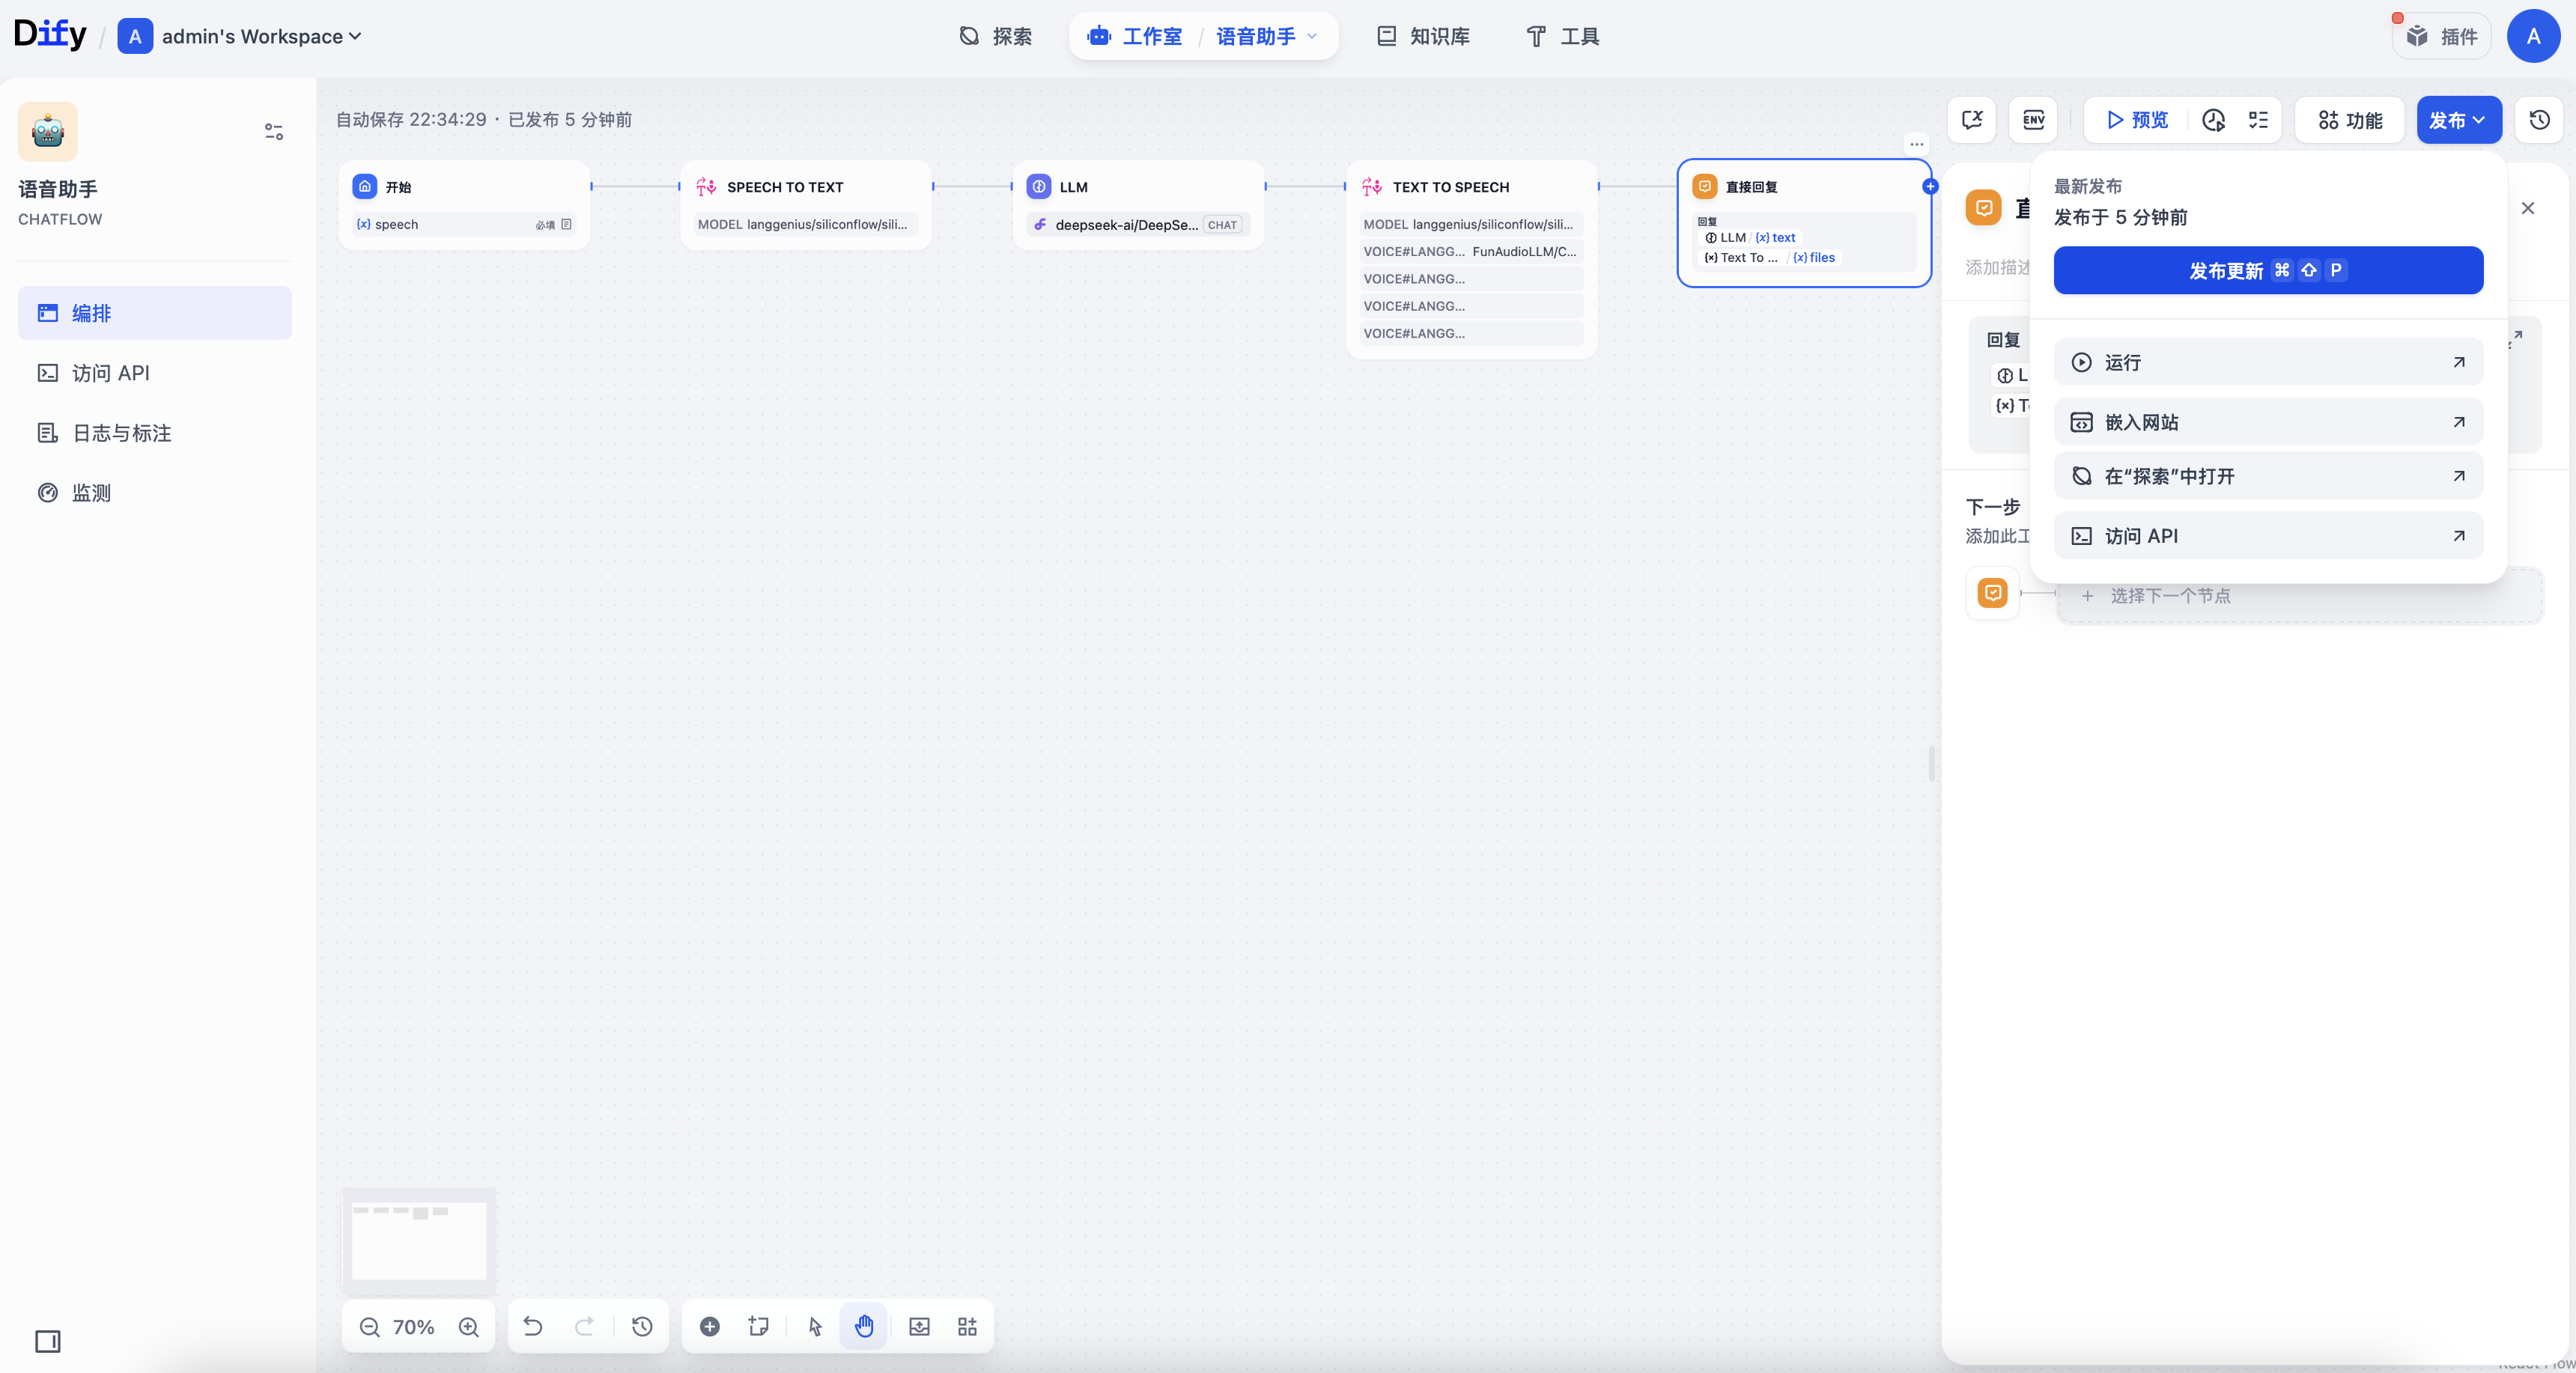 Dify / A admin's Workspace
探索
工作室 / 语音助手
知识库
工具
插件
A
语音助手
CHATFLOW
编排
访问 API
日志与标注
监测
自动保存 22:34:29 · 已发布 5 分钟前
ENV
预览
功能
发布
开始
{x} speech 必填
SPEECH TO TEXT
MODEL langgenius/siliconflow/sili...
LLM
deepseek-ai/DeepSe... CHAT
TEXT TO SPEECH
MODEL langgenius/siliconflow/sili...
VOICE#LANGG... FunAudioLLM/C...
VOICE#LANGG...
VOICE#LANGG...
VOICE#LANGG...
直接回复
回复
LLM / {x} text
{x} Text To ... / {x} files
最新发布
发布于 5 分钟前
发布更新 ⌘ ⇧ P
运行
嵌入网站
在“探索”中打开
访问 API
添加描述
回复
L
{x} T
下一步
添加此工
+ 选择下一个节点
70%
React Flow